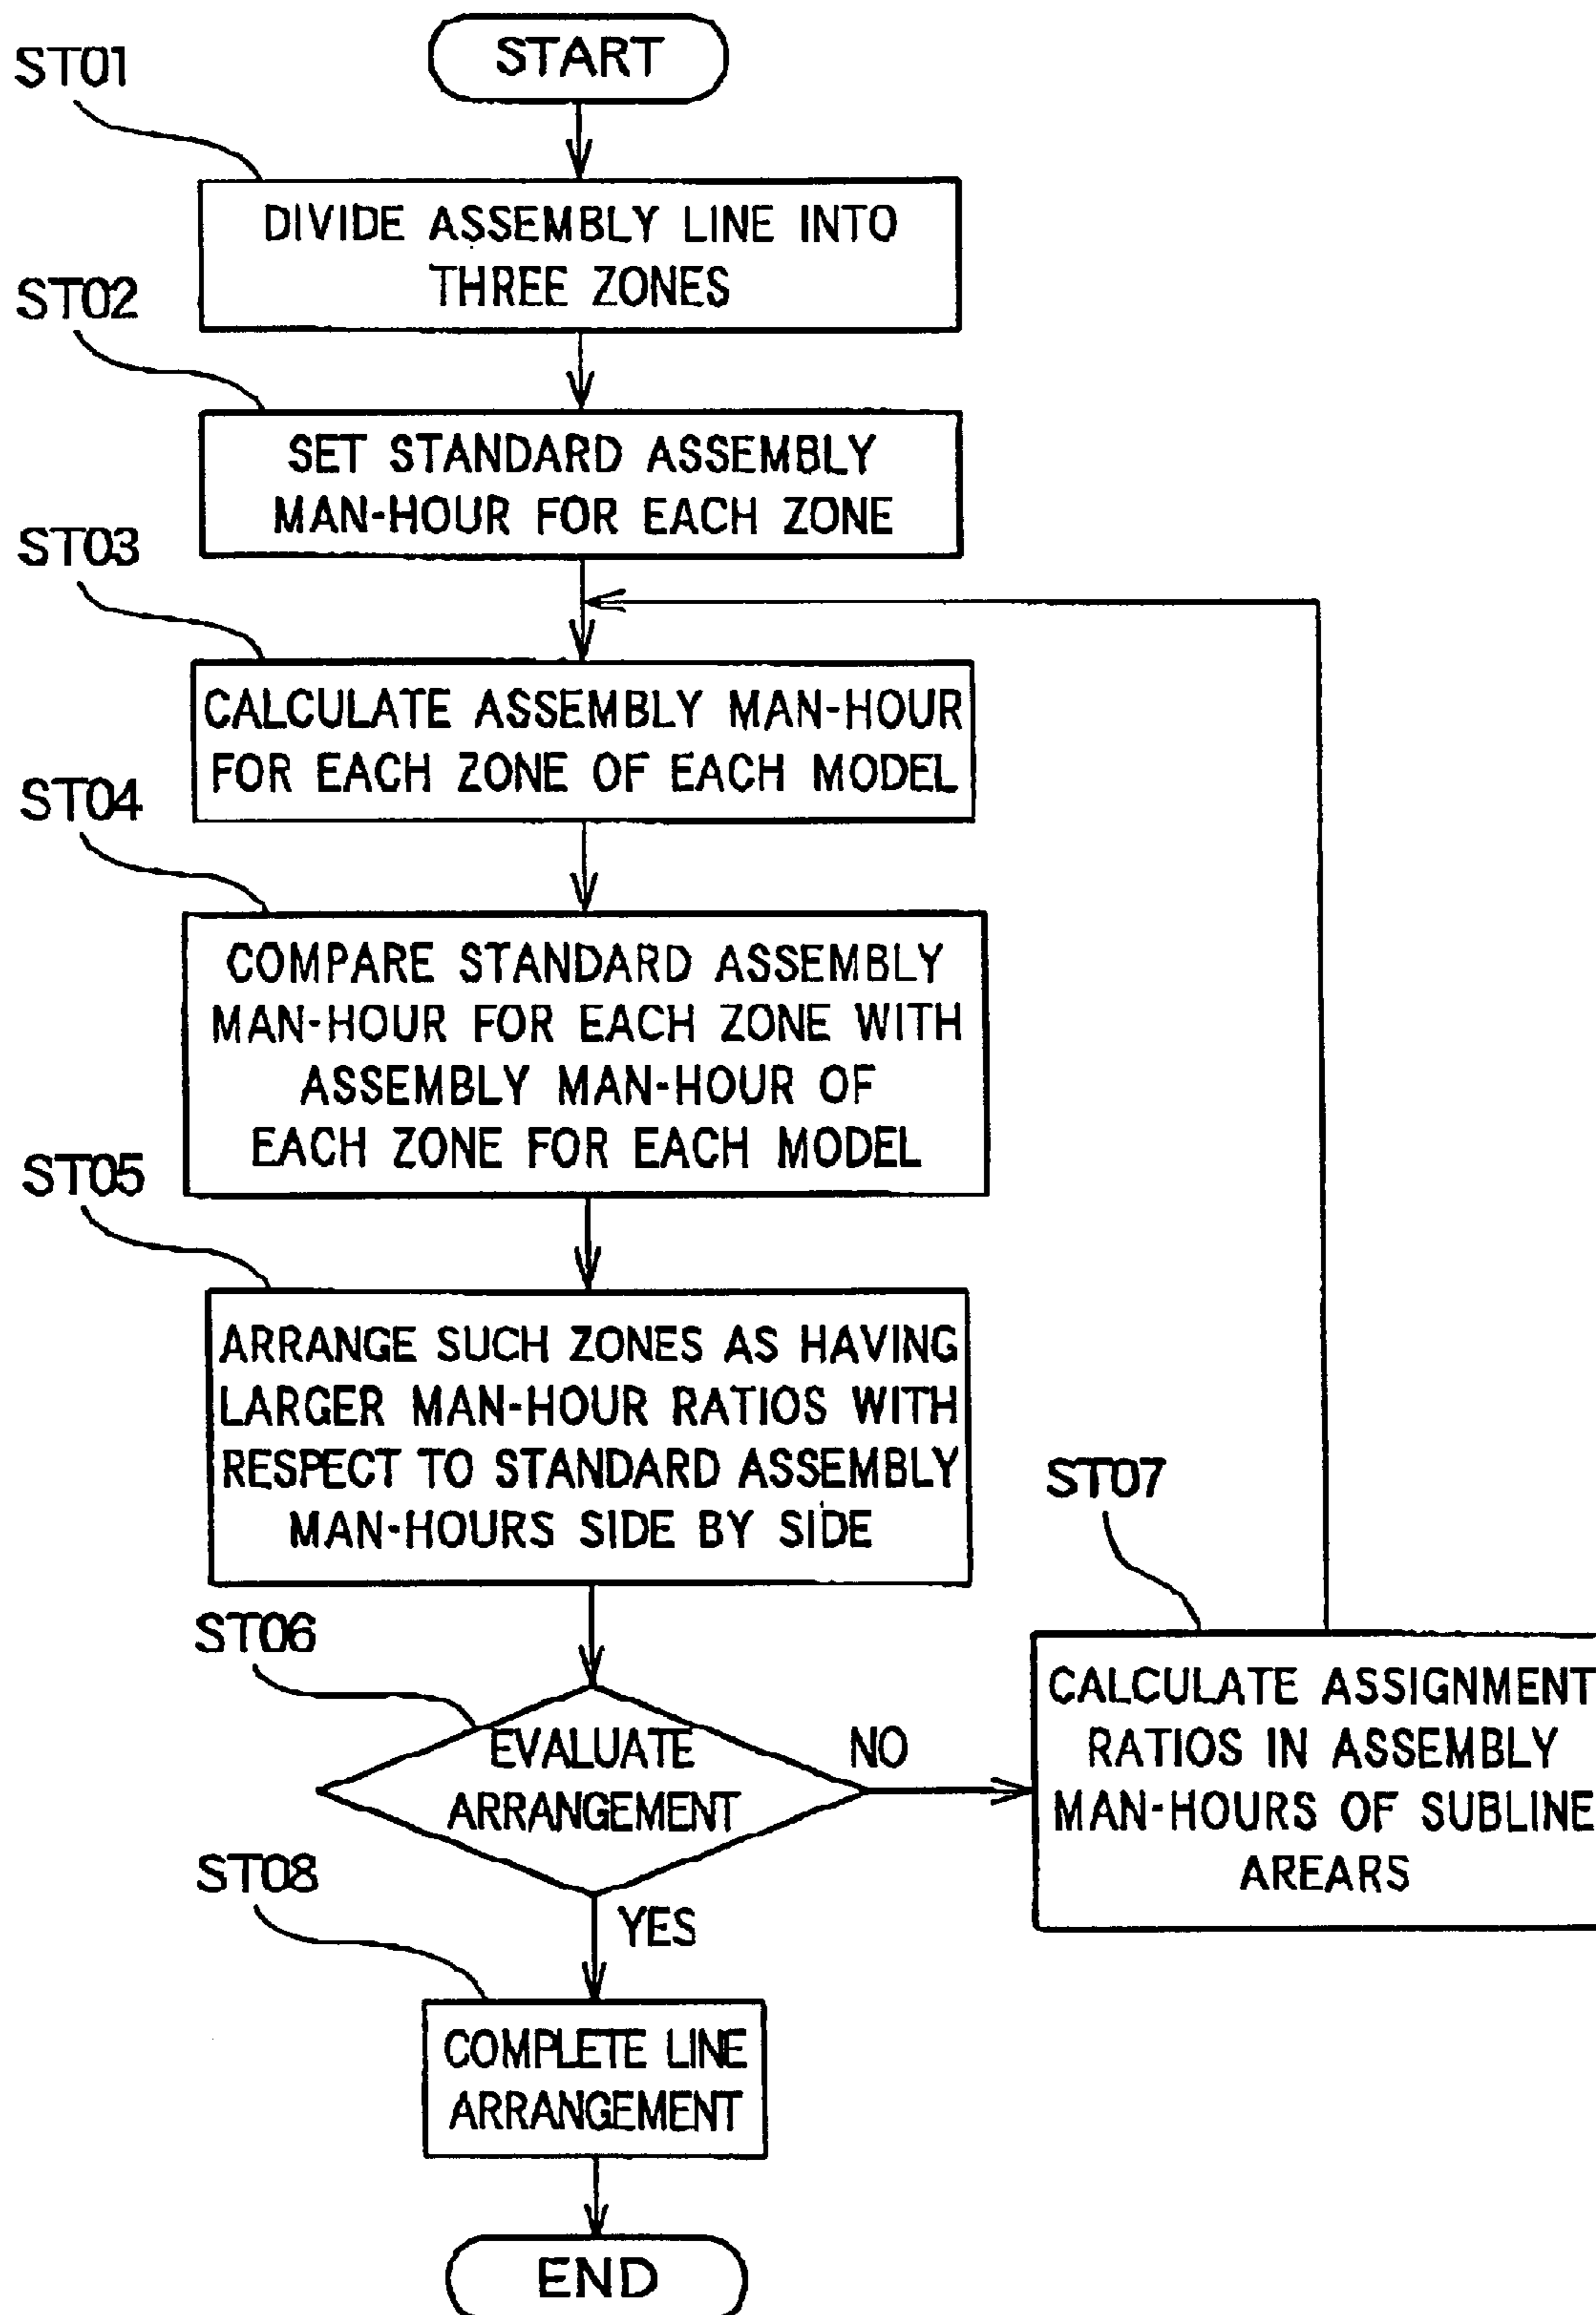 START
ST01
DIVIDE ASSEMBLY LINE INTO
THREE ZONES
ST02
SET STANDARD ASSEMBLY
MAN-HOUR FOR EACH ZONE
ST03
CALCULATE ASSEMBLY MAN-HOUR
FOR EACH ZONE OF EACH MODEL
ST04
COMPARE STANDARD ASSEMBLY
MAN-HOUR FOR EACH ZONE WITH
ASSEMBLY MAN-HOUR OF
EACH ZONE FOR EACH MODEL
ST05
ARRANGE SUCH ZONES AS HAVING
LARGER MAN-HOUR RATIOS WITH
RESPECT TO STANDARD ASSEMBLY
MAN-HOURS SIDE BY SIDE
ST06
EVALUATE
ARRANGEMENT
NO
ST07
CALCULATE ASSIGNMENT
RATIOS IN ASSEMBLY
MAN-HOURS OF SUBLINE
AREARS
YES
ST08
COMPLETE LINE
ARRANGEMENT
END